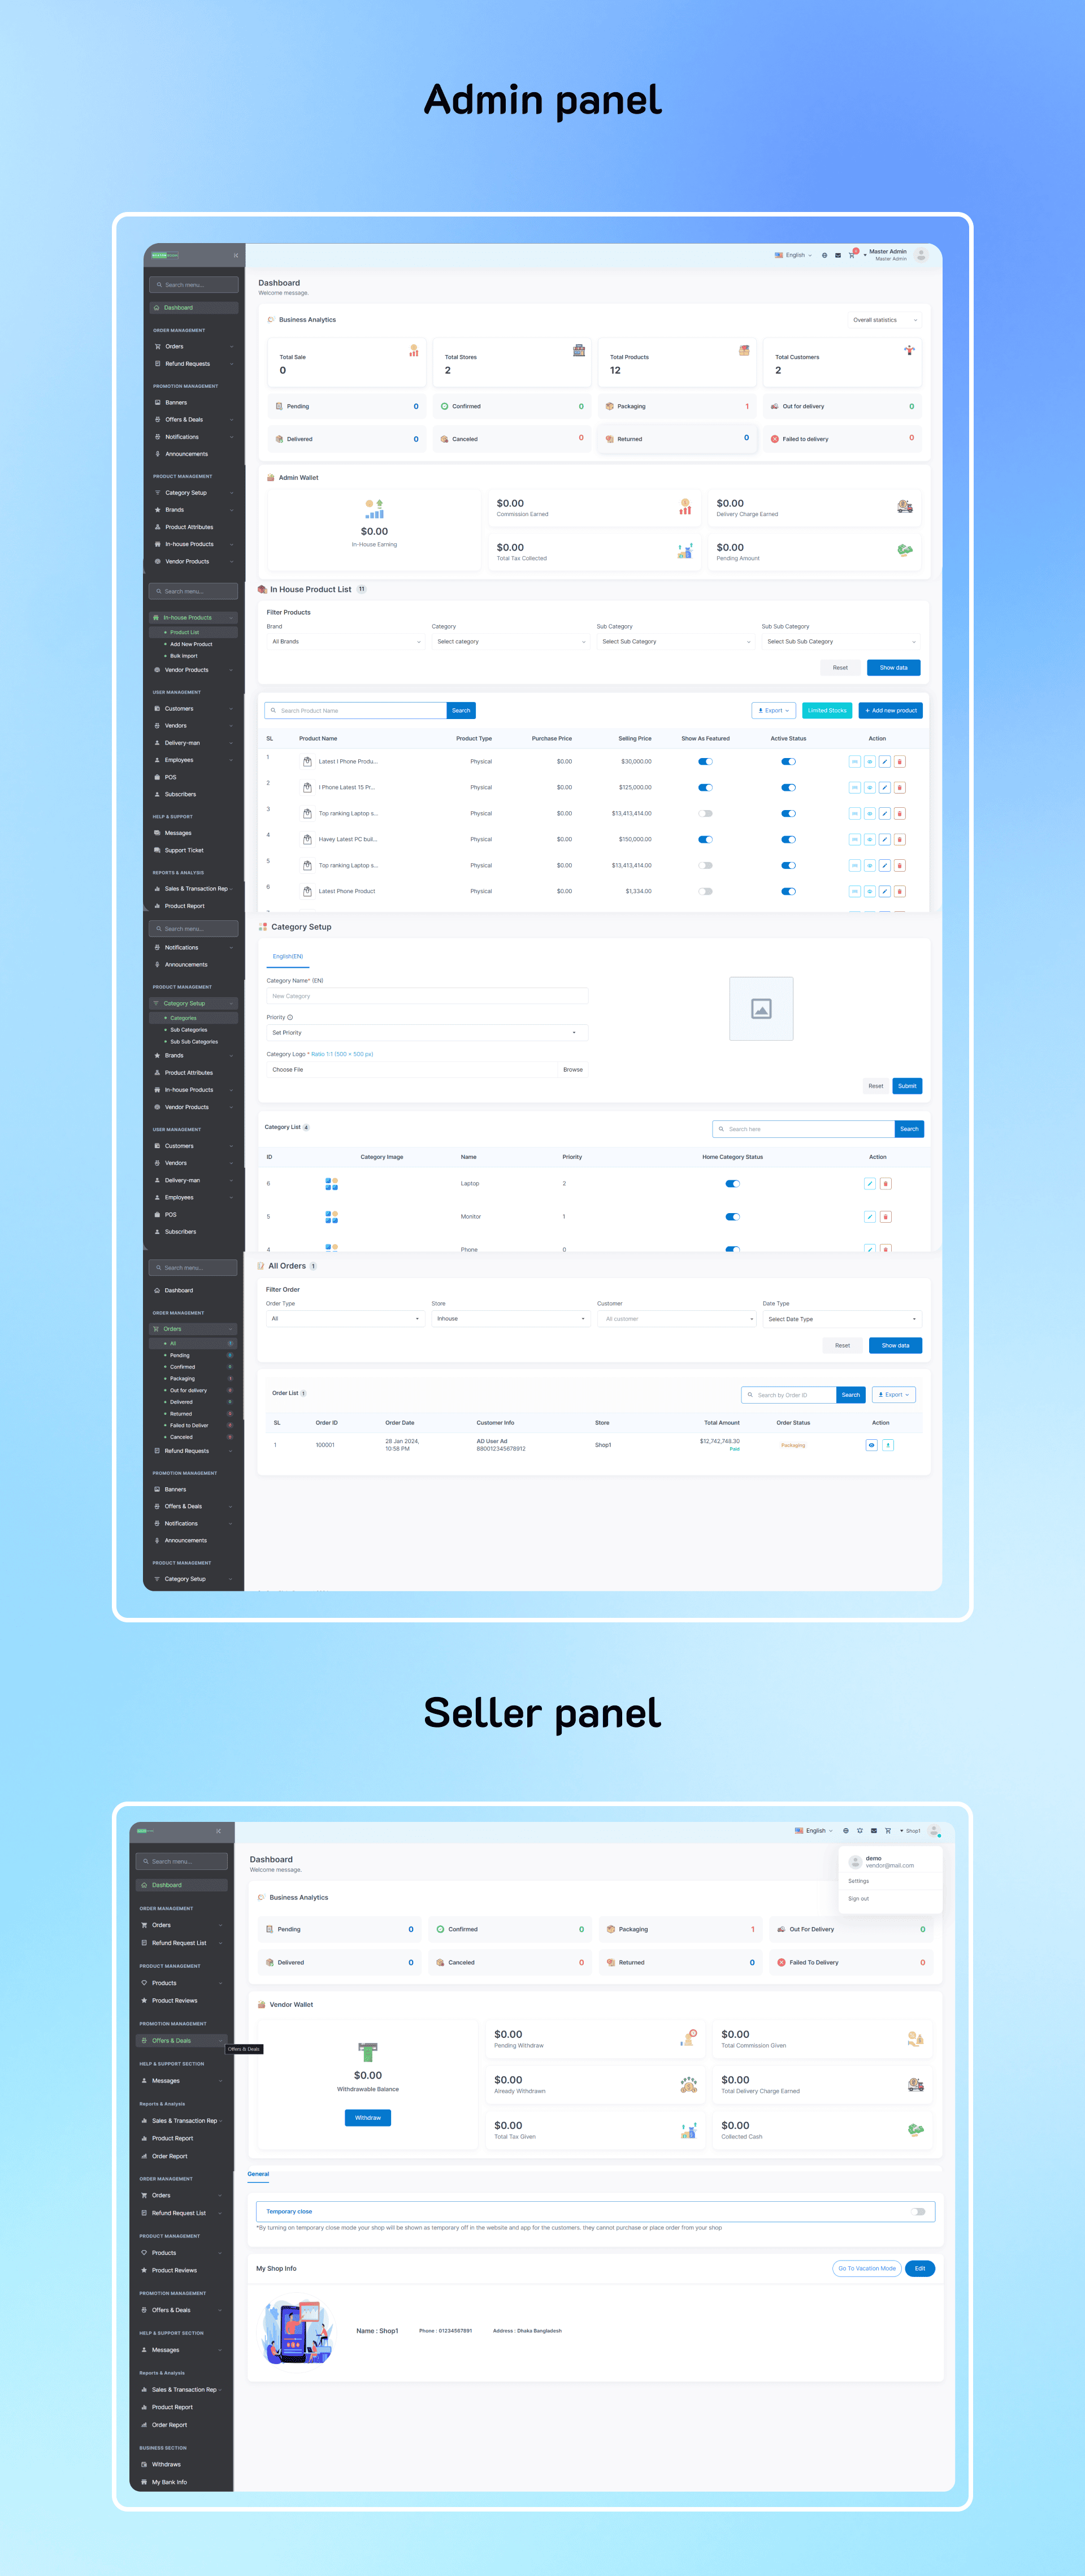 Admin panel
English
Master Admin
Master Admin
Search menu...
Dashboard
ORDER MANAGEMENT
Orders
Refund Requests
PROMOTION MANAGEMENT
Banners
Offers & Deals
Notifications
Announcements
PRODUCT MANAGEMENT
Category Setup
Brands
Product Attributes
In-house Products
Vendor Products
Dashboard
Welcome message.
Business Analytics
Overall statistics
Total Sale
0
Total Stores
2
Total Products
12
Total Customers
2
Pending 0
Confirmed 0
Packaging 1
Out for delivery 0
Delivered 0
Canceled 0
Returned 0
Failed to delivery 0
Admin Wallet
$0.00
In-House Earning
$0.00
Commission Earned
$0.00
Delivery Charge Earned
$0.00
Total Tax Collected
$0.00
Pending Amount
Search menu...
In-house Products
Product List
Add New Product
Bulk Import
Vendor Products
USER MANAGEMENT
Customers
Vendors
Delivery-man
Employees
POS
Subscribers
HELP & SUPPORT
Messages
Support Ticket
REPORTS & ANALYSIS
Sales & Transaction Rep
Product Report
In House Product List 11
Filter Products
Brand Category Sub Category Sub Sub Category
All Brands Select category Select Sub Category Select Sub Sub Category
Reset Show data
Search Product Name Search Export Limited Stocks + Add new product
SL Product Name Product Type Purchase Price Selling Price Show As Featured Active Status Action
1 Latest I Phone Produ... Physical $0.00 $30,000.00
2 I Phone Latest 15 Pr... Physical $0.00 $125,000.00
3 Top ranking Laptop s... Physical $0.00 $13,413,414.00
4 Havey Latest PC buil... Physical $0.00 $150,000.00
5 Top ranking Laptop s... Physical $0.00 $13,413,414.00
6 Latest Phone Product Physical $0.00 $1,334.00
Search menu...
Notifications
Announcements
PRODUCT MANAGEMENT
Category Setup
Categories
Sub Categories
Sub Sub Categories
Brands
Product Attributes
In-house Products
Vendor Products
USER MANAGEMENT
Customers
Vendors
Delivery-man
Employees
POS
Subscribers
Category Setup
English(EN)
Category Name* (EN)
New Category
Priority
Set Priority
Category Logo * Ratio 1:1 (500 x 500 px)
Choose File Browse
Reset Submit
Category List 4
Search here Search
ID Category Image Name Priority Home Category Status Action
6 Laptop 2
5 Monitor 1
4 Phone 0
Search menu...
Dashboard
ORDER MANAGEMENT
Orders
All
Pending
Confirmed
Packaging
Out for delivery
Delivered
Returned
Failed to Deliver
Canceled
Refund Requests
PROMOTION MANAGEMENT
Banners
Offers & Deals
Notifications
Announcements
PRODUCT MANAGEMENT
Category Setup
All Orders 1
Filter Order
Order Type Store Customer Date Type
All Inhouse All customer Select Date Type
Reset Show data
Order List 1
Search by Order ID Search Export
SL Order ID Order Date Customer Info Store Total Amount Order Status Action
1 100001 28 Jan 2024, 10:58 PM AD User Ad 880012345678912 Shop1 $12,742,748.30 Paid Packaging
Seller panel
English
Shop1
demo
vendor@mail.com
Settings
Sign out
Search menu...
Dashboard
ORDER MANAGEMENT
Orders
Refund Request List
PRODUCT MANAGEMENT
Products
Product Reviews
PROMOTION MANAGEMENT
Offers & Deals
Offers & Deals
HELP & SUPPORT SECTION
Messages
Reports & Analysis
Sales & Transaction Rep
Product Report
Order Report
ORDER MANAGEMENT
Orders
Refund Request List
PRODUCT MANAGEMENT
Products
Product Reviews
PROMOTION MANAGEMENT
Offers & Deals
HELP & SUPPORT SECTION
Messages
Reports & Analysis
Sales & Transaction Rep
Product Report
Order Report
BUSINESS SECTION
Withdraws
My Bank Info
Dashboard
Welcome message.
Business Analytics
Pending 0
Confirmed 0
Packaging 1
Out For Delivery 0
Delivered 0
Canceled 0
Returned 0
Failed To Delivery 0
Vendor Wallet
$0.00
Withdrawable Balance
Withdraw
$0.00
Pending Withdraw
$0.00
Total Commission Given
$0.00
Already Withdrawn
$0.00
Total Delivery Charge Earned
$0.00
Total Tax Given
$0.00
Collected Cash
General
Temporary close
*By turning on temporary close mode your shop will be shown as temporary off in the website and app for the customers, they cannot purchase or place order from your shop
My Shop Info
Go To Vacation Mode Edit
Name : Shop1 Phone : 01234567891 Address : Dhaka Bangladesh